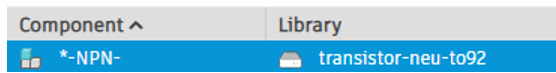 Component Library
*-NPN- transistor-neu-to92